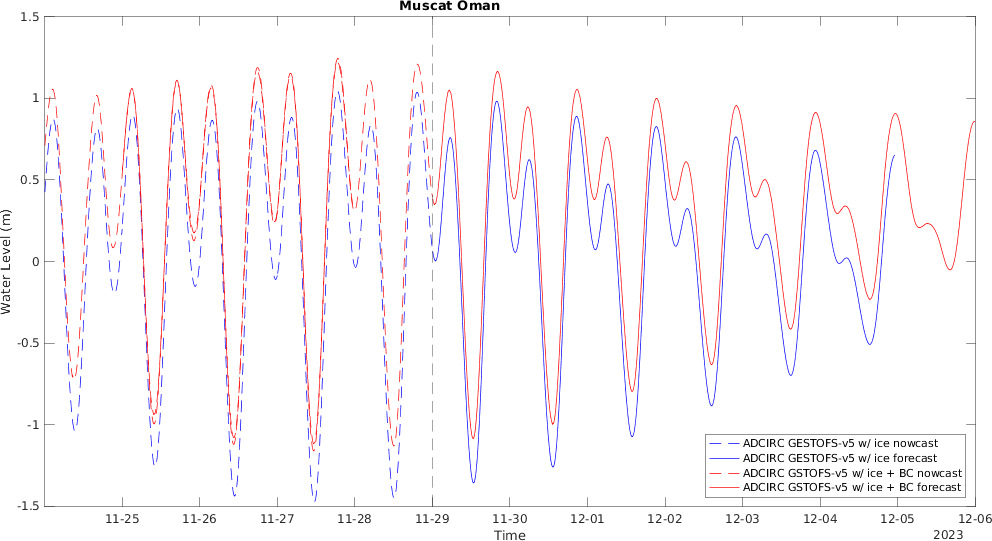 Muscat Oman
1.5
1
0.5
0
-0.5
-1
-1.5
Water Level (m)
11-25 11-26 11-27 11-28 11-29 11-30 12-01 12-02 12-03 12-04 12-05 12-06
Time
2023
ADCIRC GESTOFS-v5 w/ ice nowcast
ADCIRC GESTOFS-v5 w/ ice forecast
ADCIRC GSTOFS-v5 w/ ice + BC nowcast
ADCIRC GSTOFS-v5 w/ ice + BC forecast